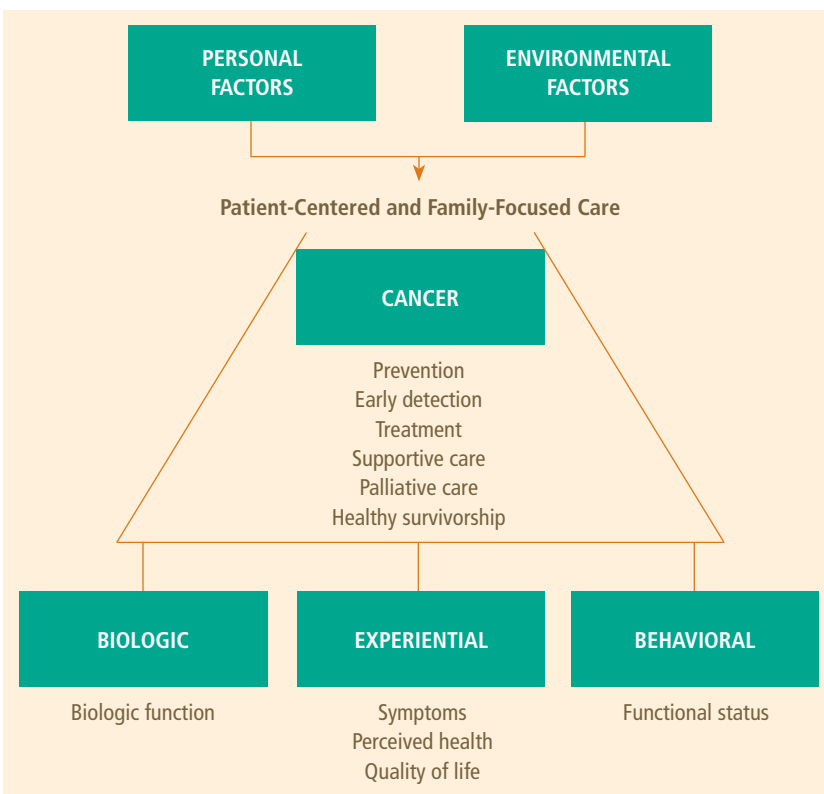 PERSONAL
FACTORS
ENVIRONMENTAL
FACTORS
Patient-Centered and Family-Focused Care
CANCER
Prevention
Early detection
Treatment
Supportive care
Palliative care
Healthy survivorship
BIOLOGIC
Biologic function
EXPERIENTIAL
Symptoms
Perceived health
Quality of life
BEHAVIORAL
Functional status